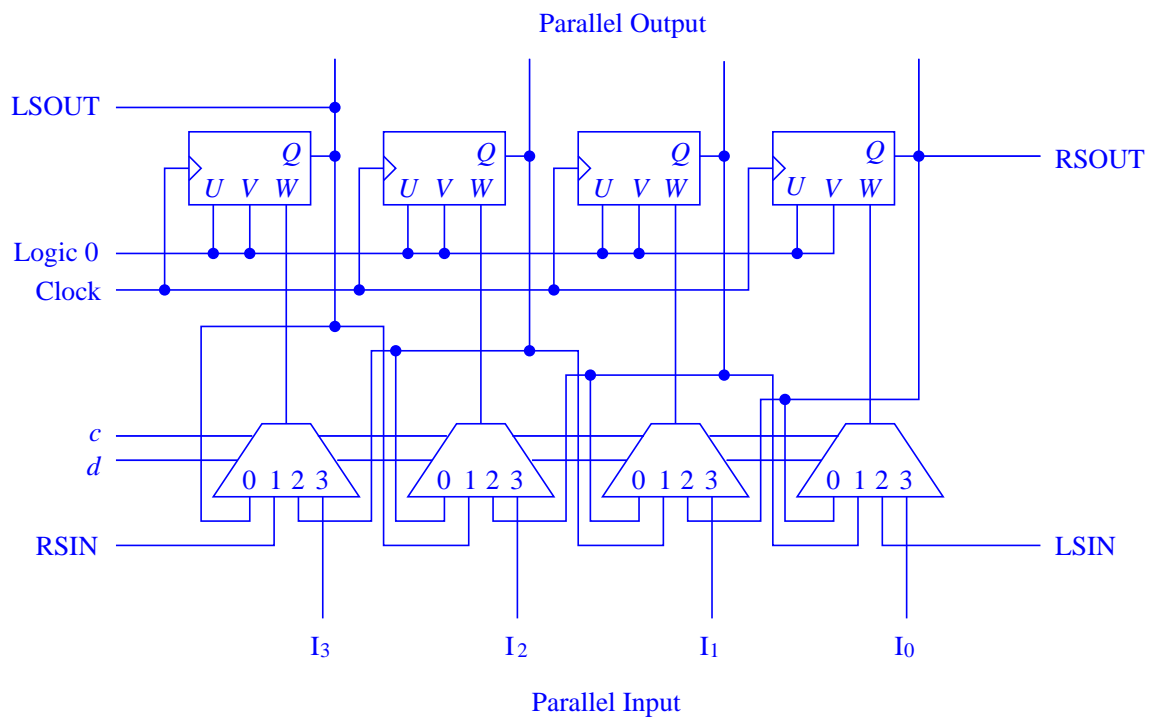 Parallel Output
LSOUT
Q Q Q Q
RSOUT
U V W U V W U V W U V W
Logic 0
Clock
c
d
0 1 2 3 0 1 2 3 0 1 2 3 0 1 2 3
RSIN
LSIN
I3 I2 I1 I0
Parallel Input